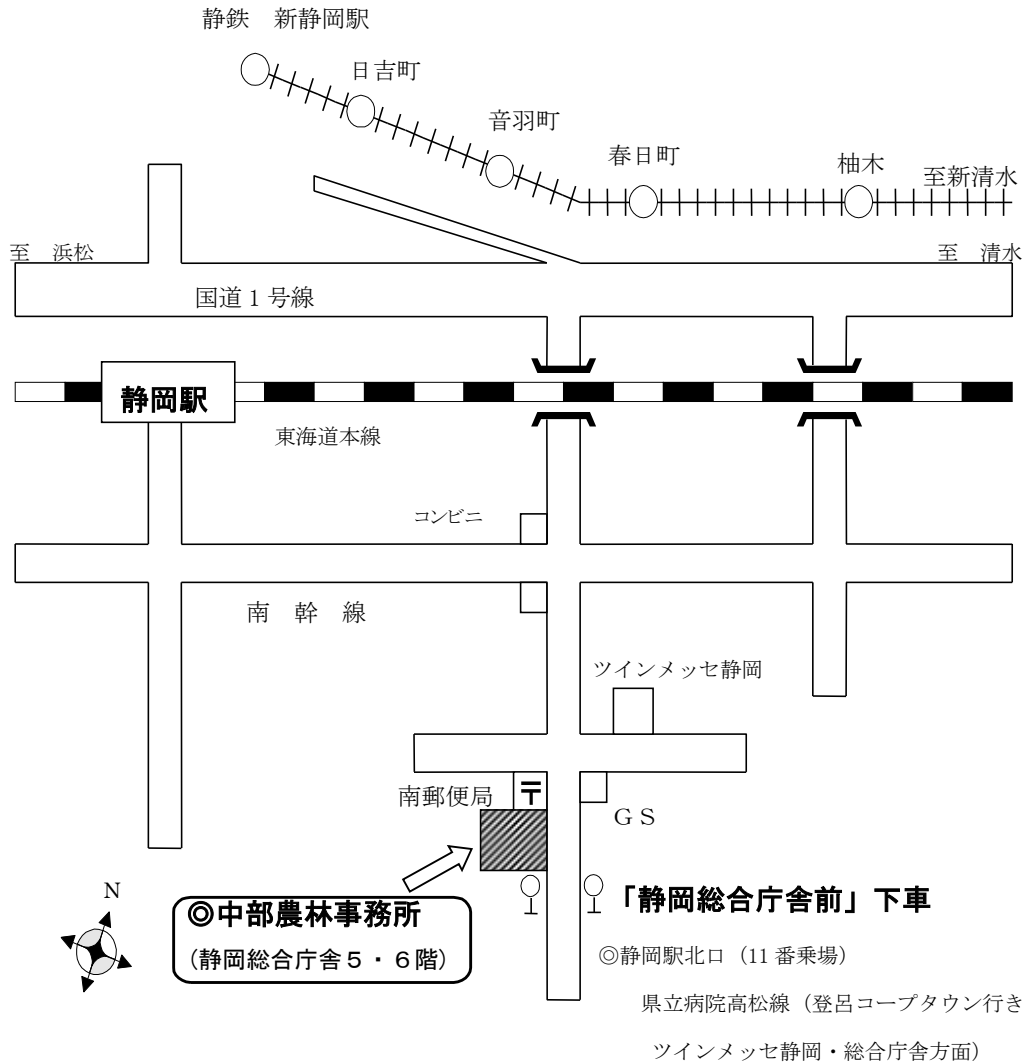 静鉄　新静岡駅
日吉町
音羽町
春日町
柚木
至新清水
至　浜松
至　清水
国道１号線
静岡駅
東海道本線
コンビニ
南　幹　線
ツインメッセ静岡
南郵便局
〒
ＧＳ
N
◎中部農林事務所
(静岡総合庁舎５・６階)
「静岡総合庁舎前」下車
◎静岡駅北口（11番乗場）
県立病院高松線（登呂コープタウン行き
ツインメッセ静岡・総合庁舎方面）